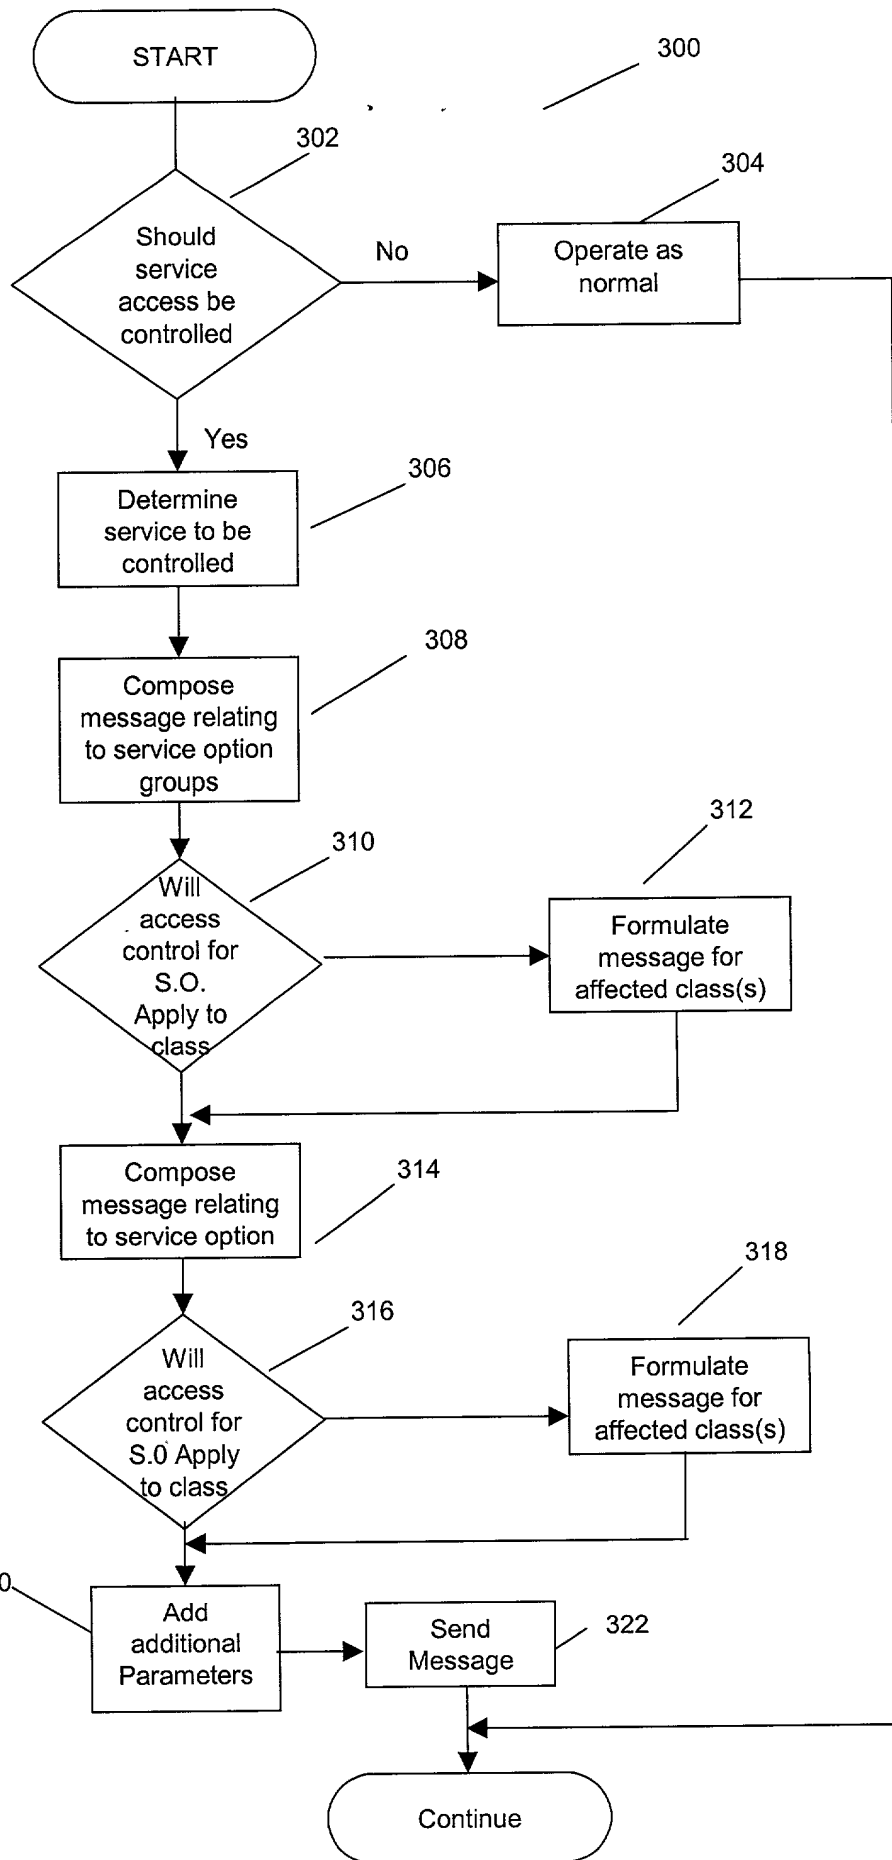 START
300
302
304
Should
service
access be
controlled
No
Operate as
normal
Yes
306
Determine
service to be
controlled
308
Compose
message relating
to service option
groups
310
312
Will
access
control for
S.O.
Apply to
class
Formulate
message for
affected class(s)
314
Compose
message relating
to service option
316
318
Will
access
control for
S.0 Apply
to class
Formulate
message for
affected class(s)
0
Add
additional
Parameters
Send
Message
322
Continue